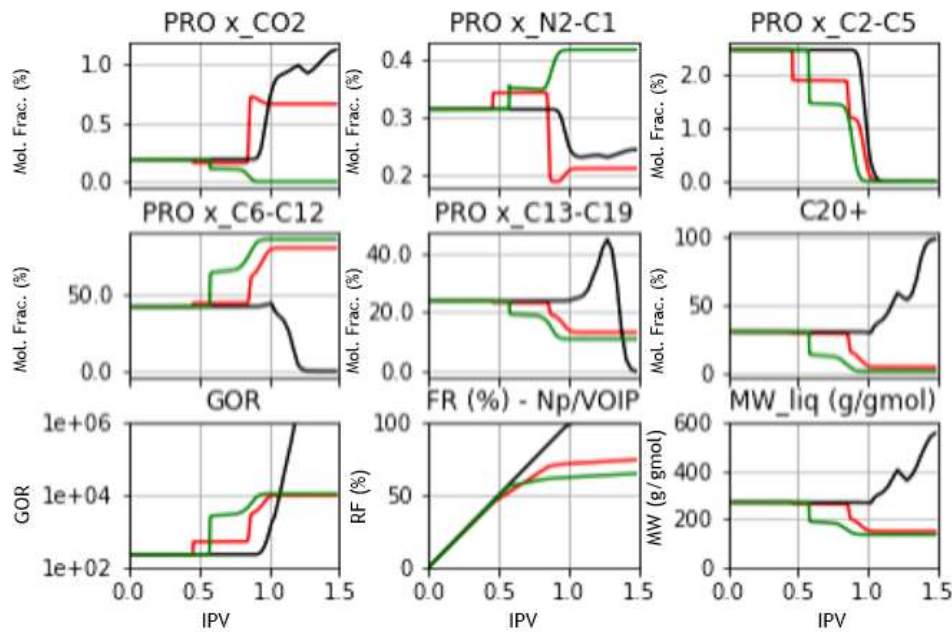 PRO x_CO2 PRO x_N2-C1 PRO x_C2-C5
Mol. Frac. (%) 1.0 0.5 0.0
Mol. Frac. (%) 0.4 0.3 0.2
Mol. Frac. (%) 2.0 1.0 0.0
PRO x_C6-C12 PRO x_C13-C19 C20+
Mol. Frac. (%) 50.0 0.0
Mol. Frac. (%) 40.0 20.0 0.0
Mol. Frac. (%) 100 50 0
GOR FR (%) - Np/VOIP MW_liq (g/gmol)
GOR 1e+06 1e+04 1e+02
RF (%) 100 50 0
MW (g/gmol) 600 400 200 0
0.0 0.5 1.0 1.5 0.0 0.5 1.0 1.5 0.0 0.5 1.0 1.5
IPV IPV IPV